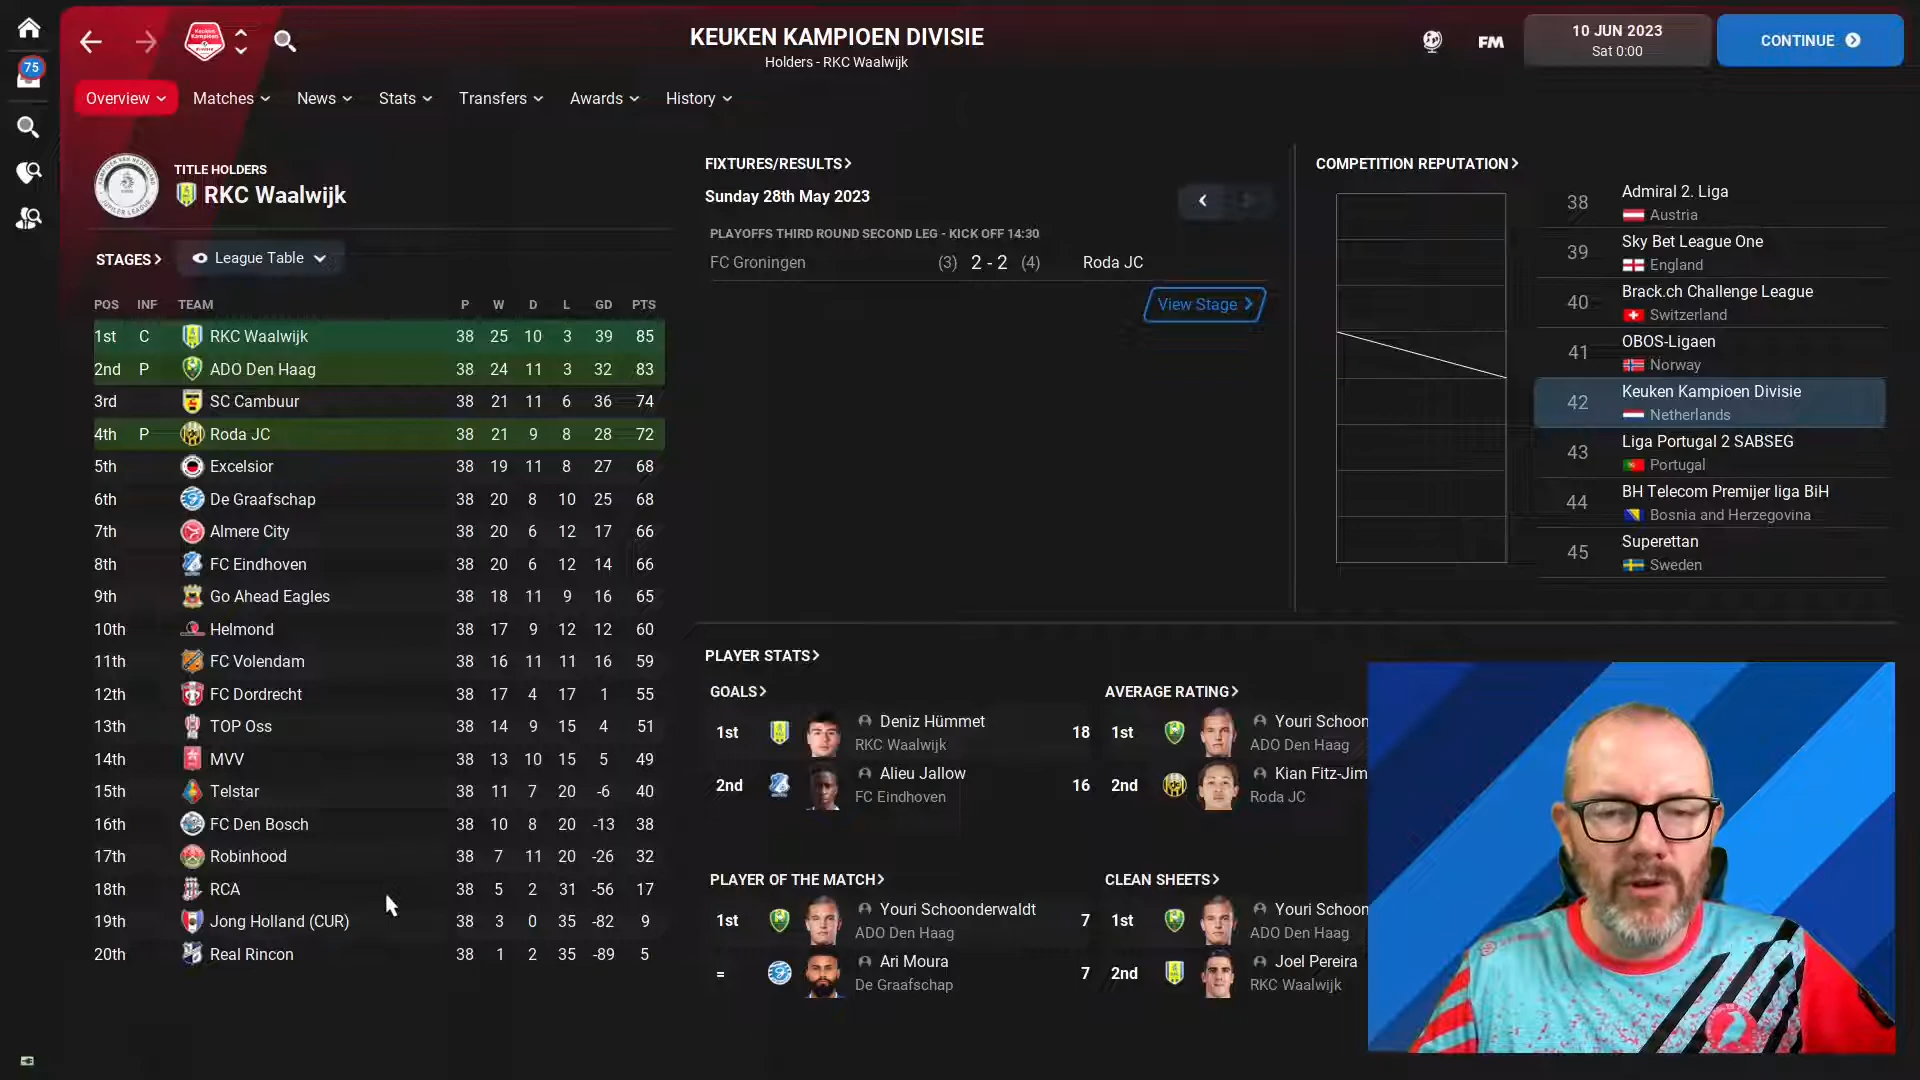 75
KEUKEN KAMPIOEN DIVISIE
Holders - RKC Waalwijk
FM
10 JUN 2023
Sat 0:00
CONTINUE
Overview
Matches
News
Stats
Transfers
Awards
History
TITLE HOLDERS
RKC Waalwijk
STAGES
League Table
POS INF TEAM P W D L GD PTS
1st C RKC Waalwijk 38 25 10 3 39 85
2nd P ADO Den Haag 38 24 11 3 32 83
3rd SC Cambuur 38 21 11 6 36 74
4th P Roda JC 38 21 9 8 28 72
5th Excelsior 38 19 11 8 27 68
6th De Graafschap 38 20 8 10 25 68
7th Almere City 38 20 6 12 17 66
8th FC Eindhoven 38 20 6 12 14 66
9th Go Ahead Eagles 38 18 11 9 16 65
10th Helmond 38 17 9 12 12 60
11th FC Volendam 38 16 11 11 16 59
12th FC Dordrecht 38 17 4 17 1 55
13th TOP Oss 38 14 9 15 4 51
14th MVV 38 13 10 15 5 49
15th Telstar 38 11 7 20 -6 40
16th FC Den Bosch 38 10 8 20 -13 38
17th Robinhood 38 7 11 20 -26 32
18th RCA 38 5 2 31 -56 17
19th Jong Holland (CUR) 38 3 0 35 -82 9
20th Real Rincon 38 1 2 35 -89 5
FIXTURES/RESULTS
Sunday 28th May 2023
PLAYOFFS THIRD ROUND SECOND LEG - KICK OFF 14:30
FC Groningen (3) 2 - 2 (4) Roda JC
View Stage
COMPETITION REPUTATION
38 Admiral 2. Liga
Austria
39 Sky Bet League One
England
40 Brack.ch Challenge League
Switzerland
41 OBOS-Ligaen
Norway
42 Keuken Kampioen Divisie
Netherlands
43 Liga Portugal 2 SABSEG
Portugal
44 BH Telecom Premijer liga BiH
Bosnia and Herzegovina
45 Superettan
Sweden
PLAYER STATS
GOALS
1st Deniz Hümmet 18
RKC Waalwijk
2nd Alieu Jallow 16
FC Eindhoven
AVERAGE RATING
1st Youri Schoon
ADO Den Haag
2nd Kian Fitz-Jim
Roda JC
PLAYER OF THE MATCH
1st Youri Schoonderwaldt 7
ADO Den Haag
= Ari Moura 7
De Graafschap
CLEAN SHEETS
1st Youri Schoon
ADO Den Haag
2nd Joel Pereira
RKC Waalwijk